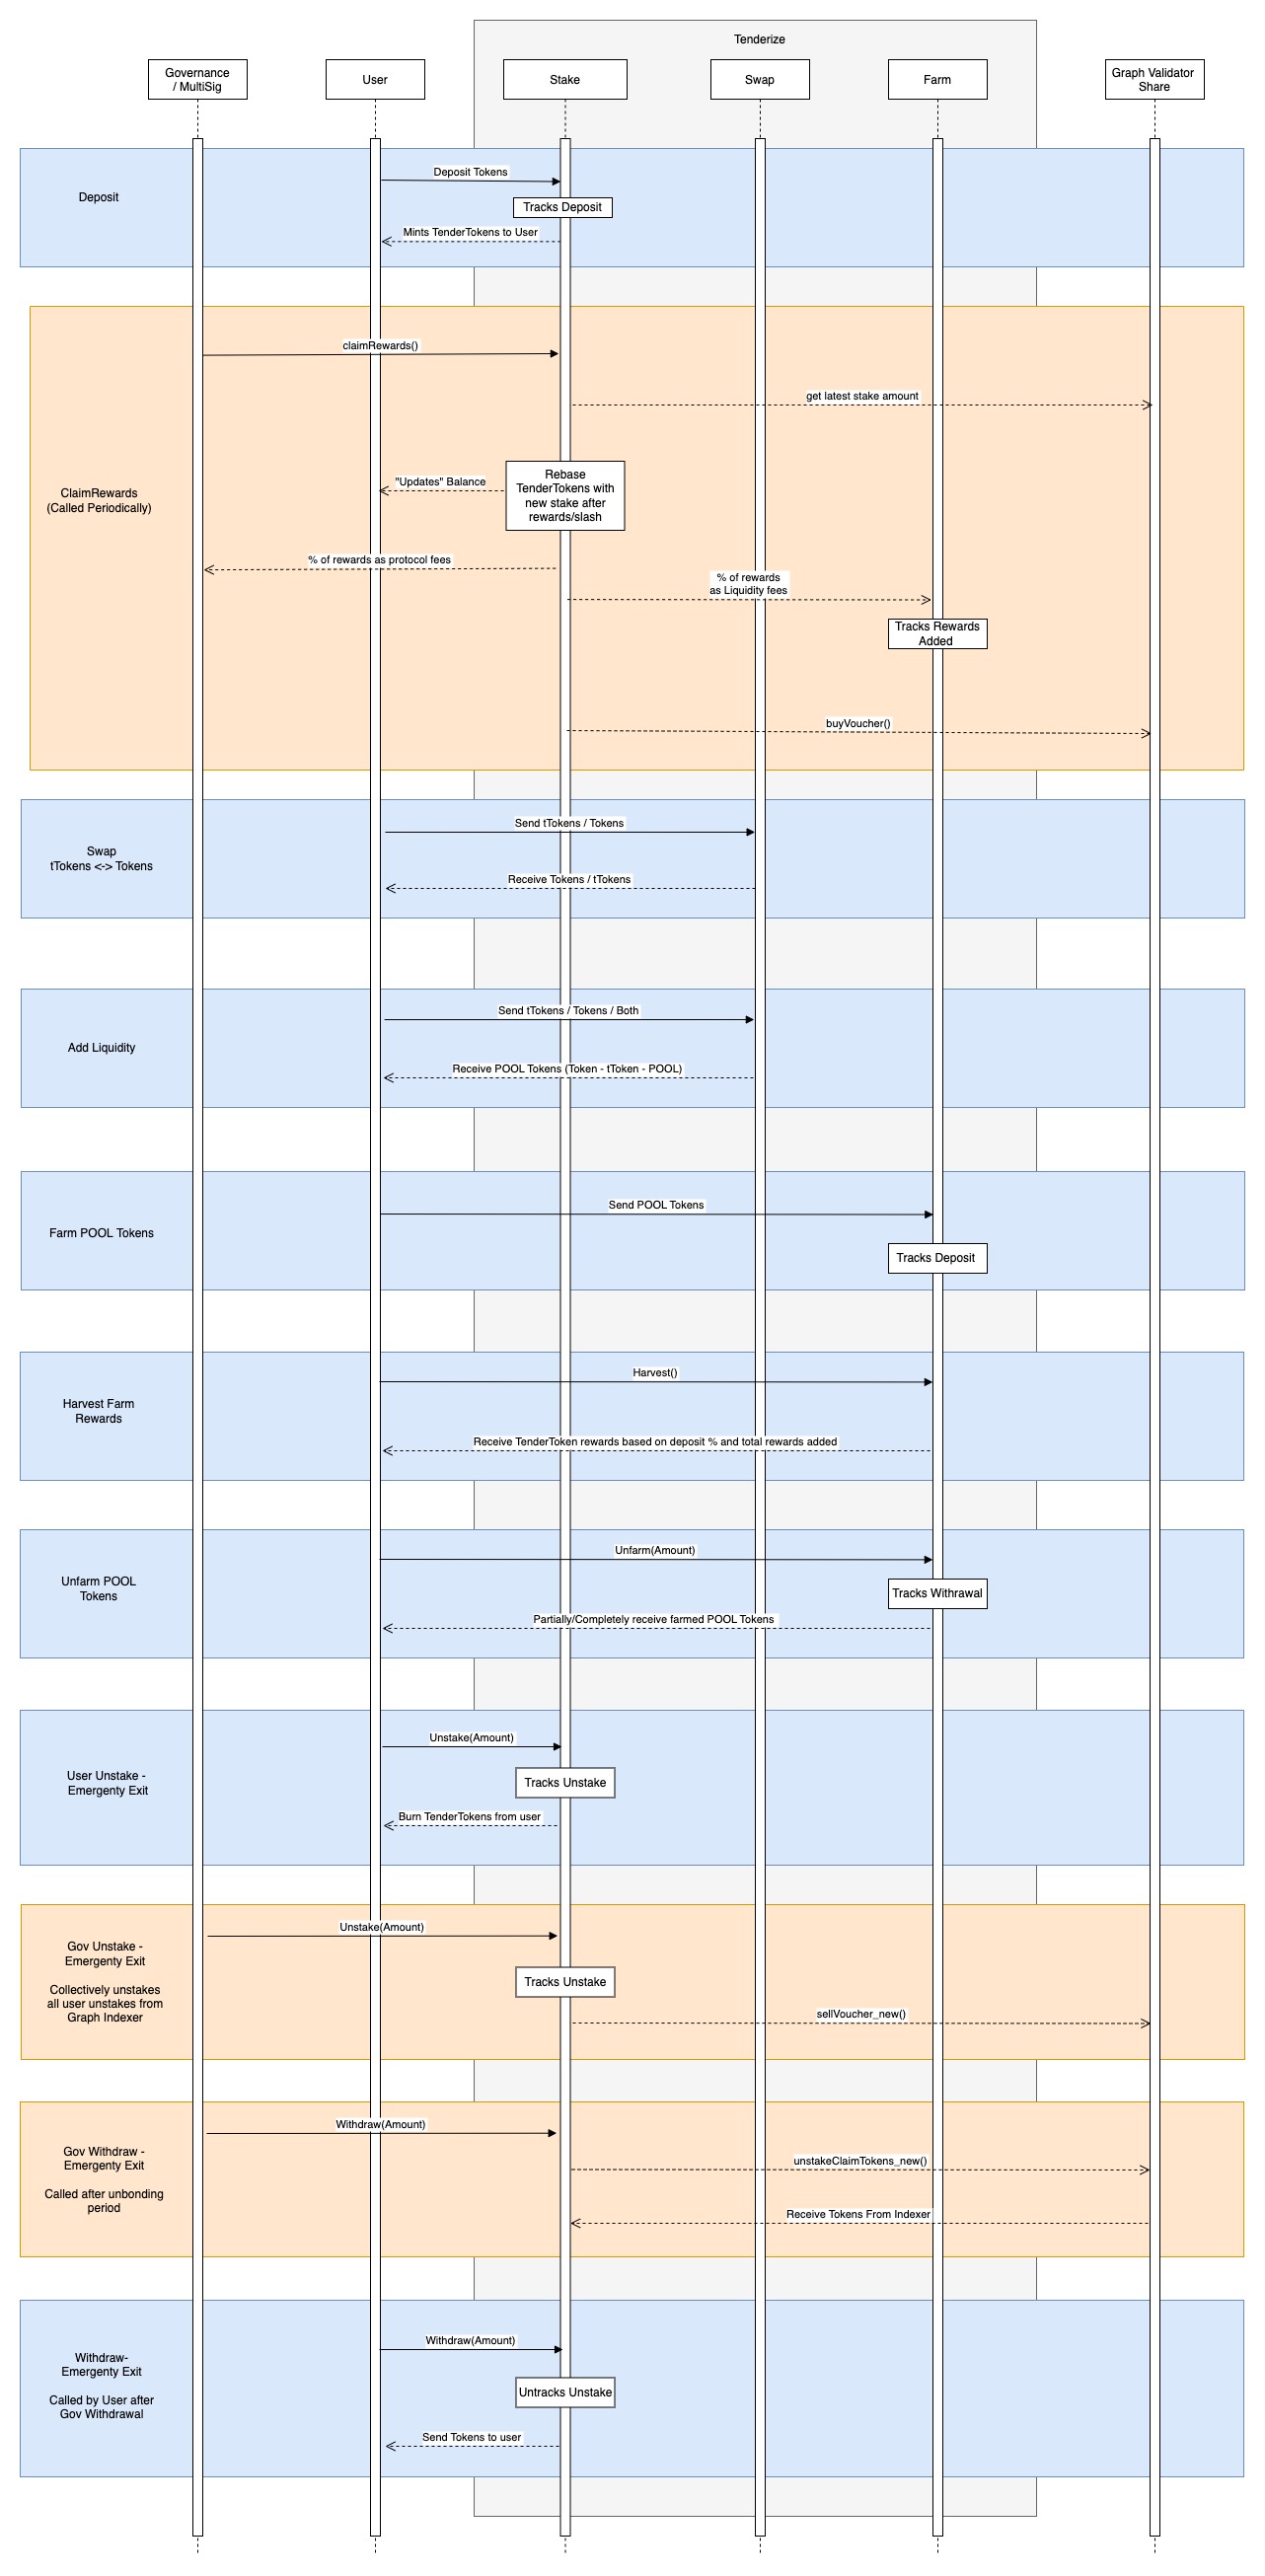 Tenderize
Governance
/ MultiSig
User
Stake
Swap
Farm
Graph Validator
Share
Deposit
Deposit Tokens
Tracks Deposit
Mints TenderTokens to User
claimRewards()
get latest stake amount
ClaimRewards
(Called Periodically)
"Updates" Balance
Rebase
TenderTokens with
new stake after
rewards/slash
% of rewards as protocol fees
% of rewards
as Liquidity fees
Tracks Rewards
Added
buyVoucher()
Swap
tTokens <-> Tokens
Send tTokens / Tokens
Receive Tokens / tTokens
Add Liquidity
Send tTokens / Tokens / Both
Receive POOL Tokens (Token - tToken - POOL)
Farm POOL Tokens
Send POOL Tokens
Tracks Deposit
Harvest Farm
Rewards
Harvest()
Receive TenderToken rewards based on deposit % and total rewards added
Unfarm POOL
Tokens
Unfarm(Amount)
Tracks Withrawal
Partially/Completely receive farmed POOL Tokens
User Unstake -
Emergenty Exit
Unstake(Amount)
Tracks Unstake
Burn TenderTokens from user
Gov Unstake -
Emergenty Exit
Collectively unstakes
all user unstakes from
Graph Indexer
Unstake(Amount)
Tracks Unstake
sellVoucher_new()
Gov Withdraw -
Emergenty Exit
Called after unbonding
period
Withdraw(Amount)
unstakeClaimTokens_new()
Receive Tokens From Indexer
Withdraw-
Emergenty Exit
Called by User after
Gov Withdrawal
Withdraw(Amount)
Untracks Unstake
Send Tokens to user